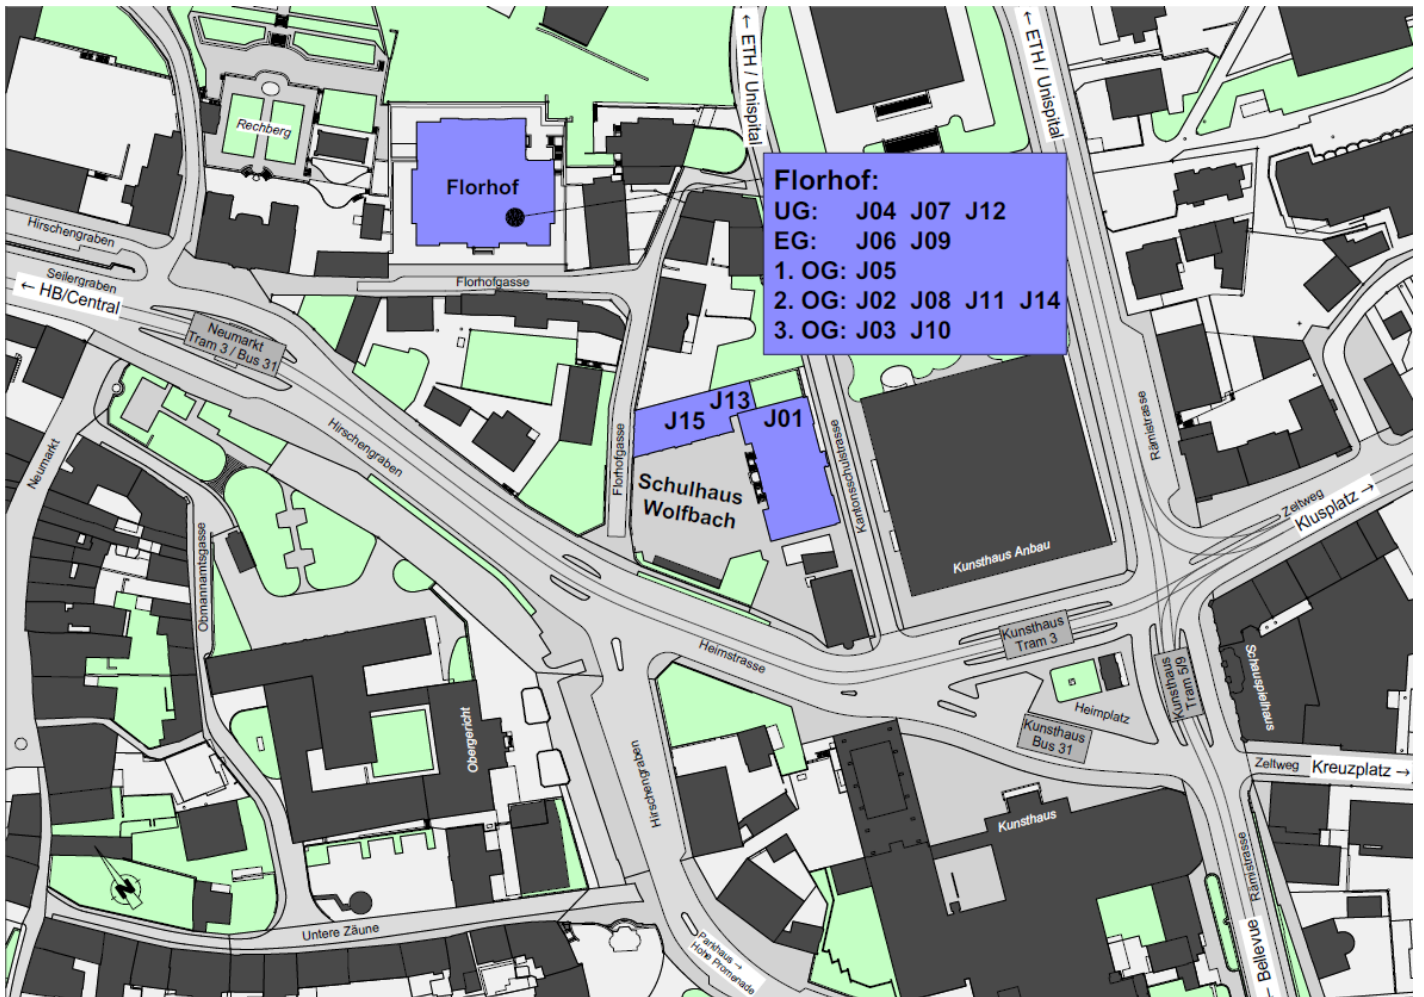 ← ETH / Unispital
← ETH / Unispital
Rechberg
Florhof
Florhof:
UG: J04 J07 J12
EG: J06 J09
1. OG: J05
2. OG: J02 J08 J11 J14
3. OG: J03 J10
Hirschengraben
Seilergraben
← HB/Central
Florhofgasse
Neumarkt
Tram 3 / Bus 31
J13
J15
J01
Hirschengraben
Neumarkt
Florhofgasse
Schulhaus
Wolfbach
Kantonsschulstrasse
Rämistrasse
Zeltweg
Klusplatz →
Kunsthaus Anbau
Obmannamtsgasse
Heimstrasse
Kunsthaus
Tram 3
Kunsthaus
Tram 5/9
Schauspielhaus
Heimplatz
Kunsthaus
Bus 31
Obergericht
Hirschengraben
Zeltweg
Kreuzplatz →
Kunsthaus
Rämistrasse
N
Untere Zäune
Parkhaus →
Hohe Promenade
← Bellevue